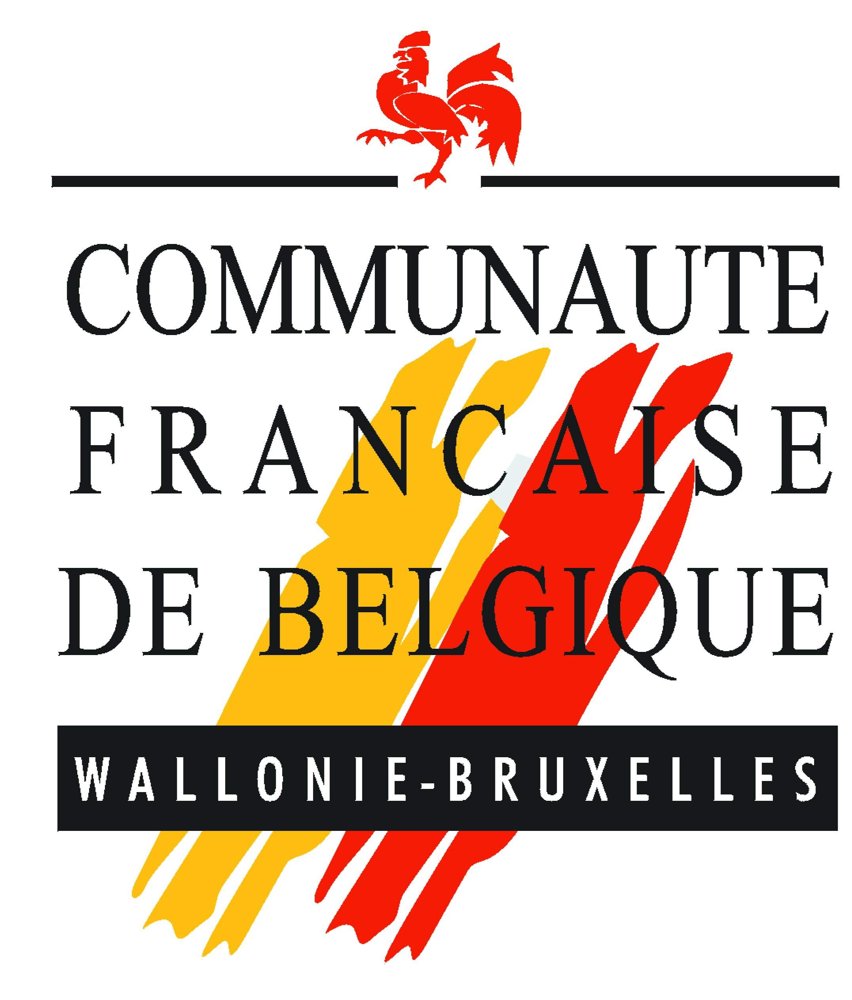 COMMUNAUTE
FRANCAISE
DE BELGIQUE
WALLONIE-BRUXELLES